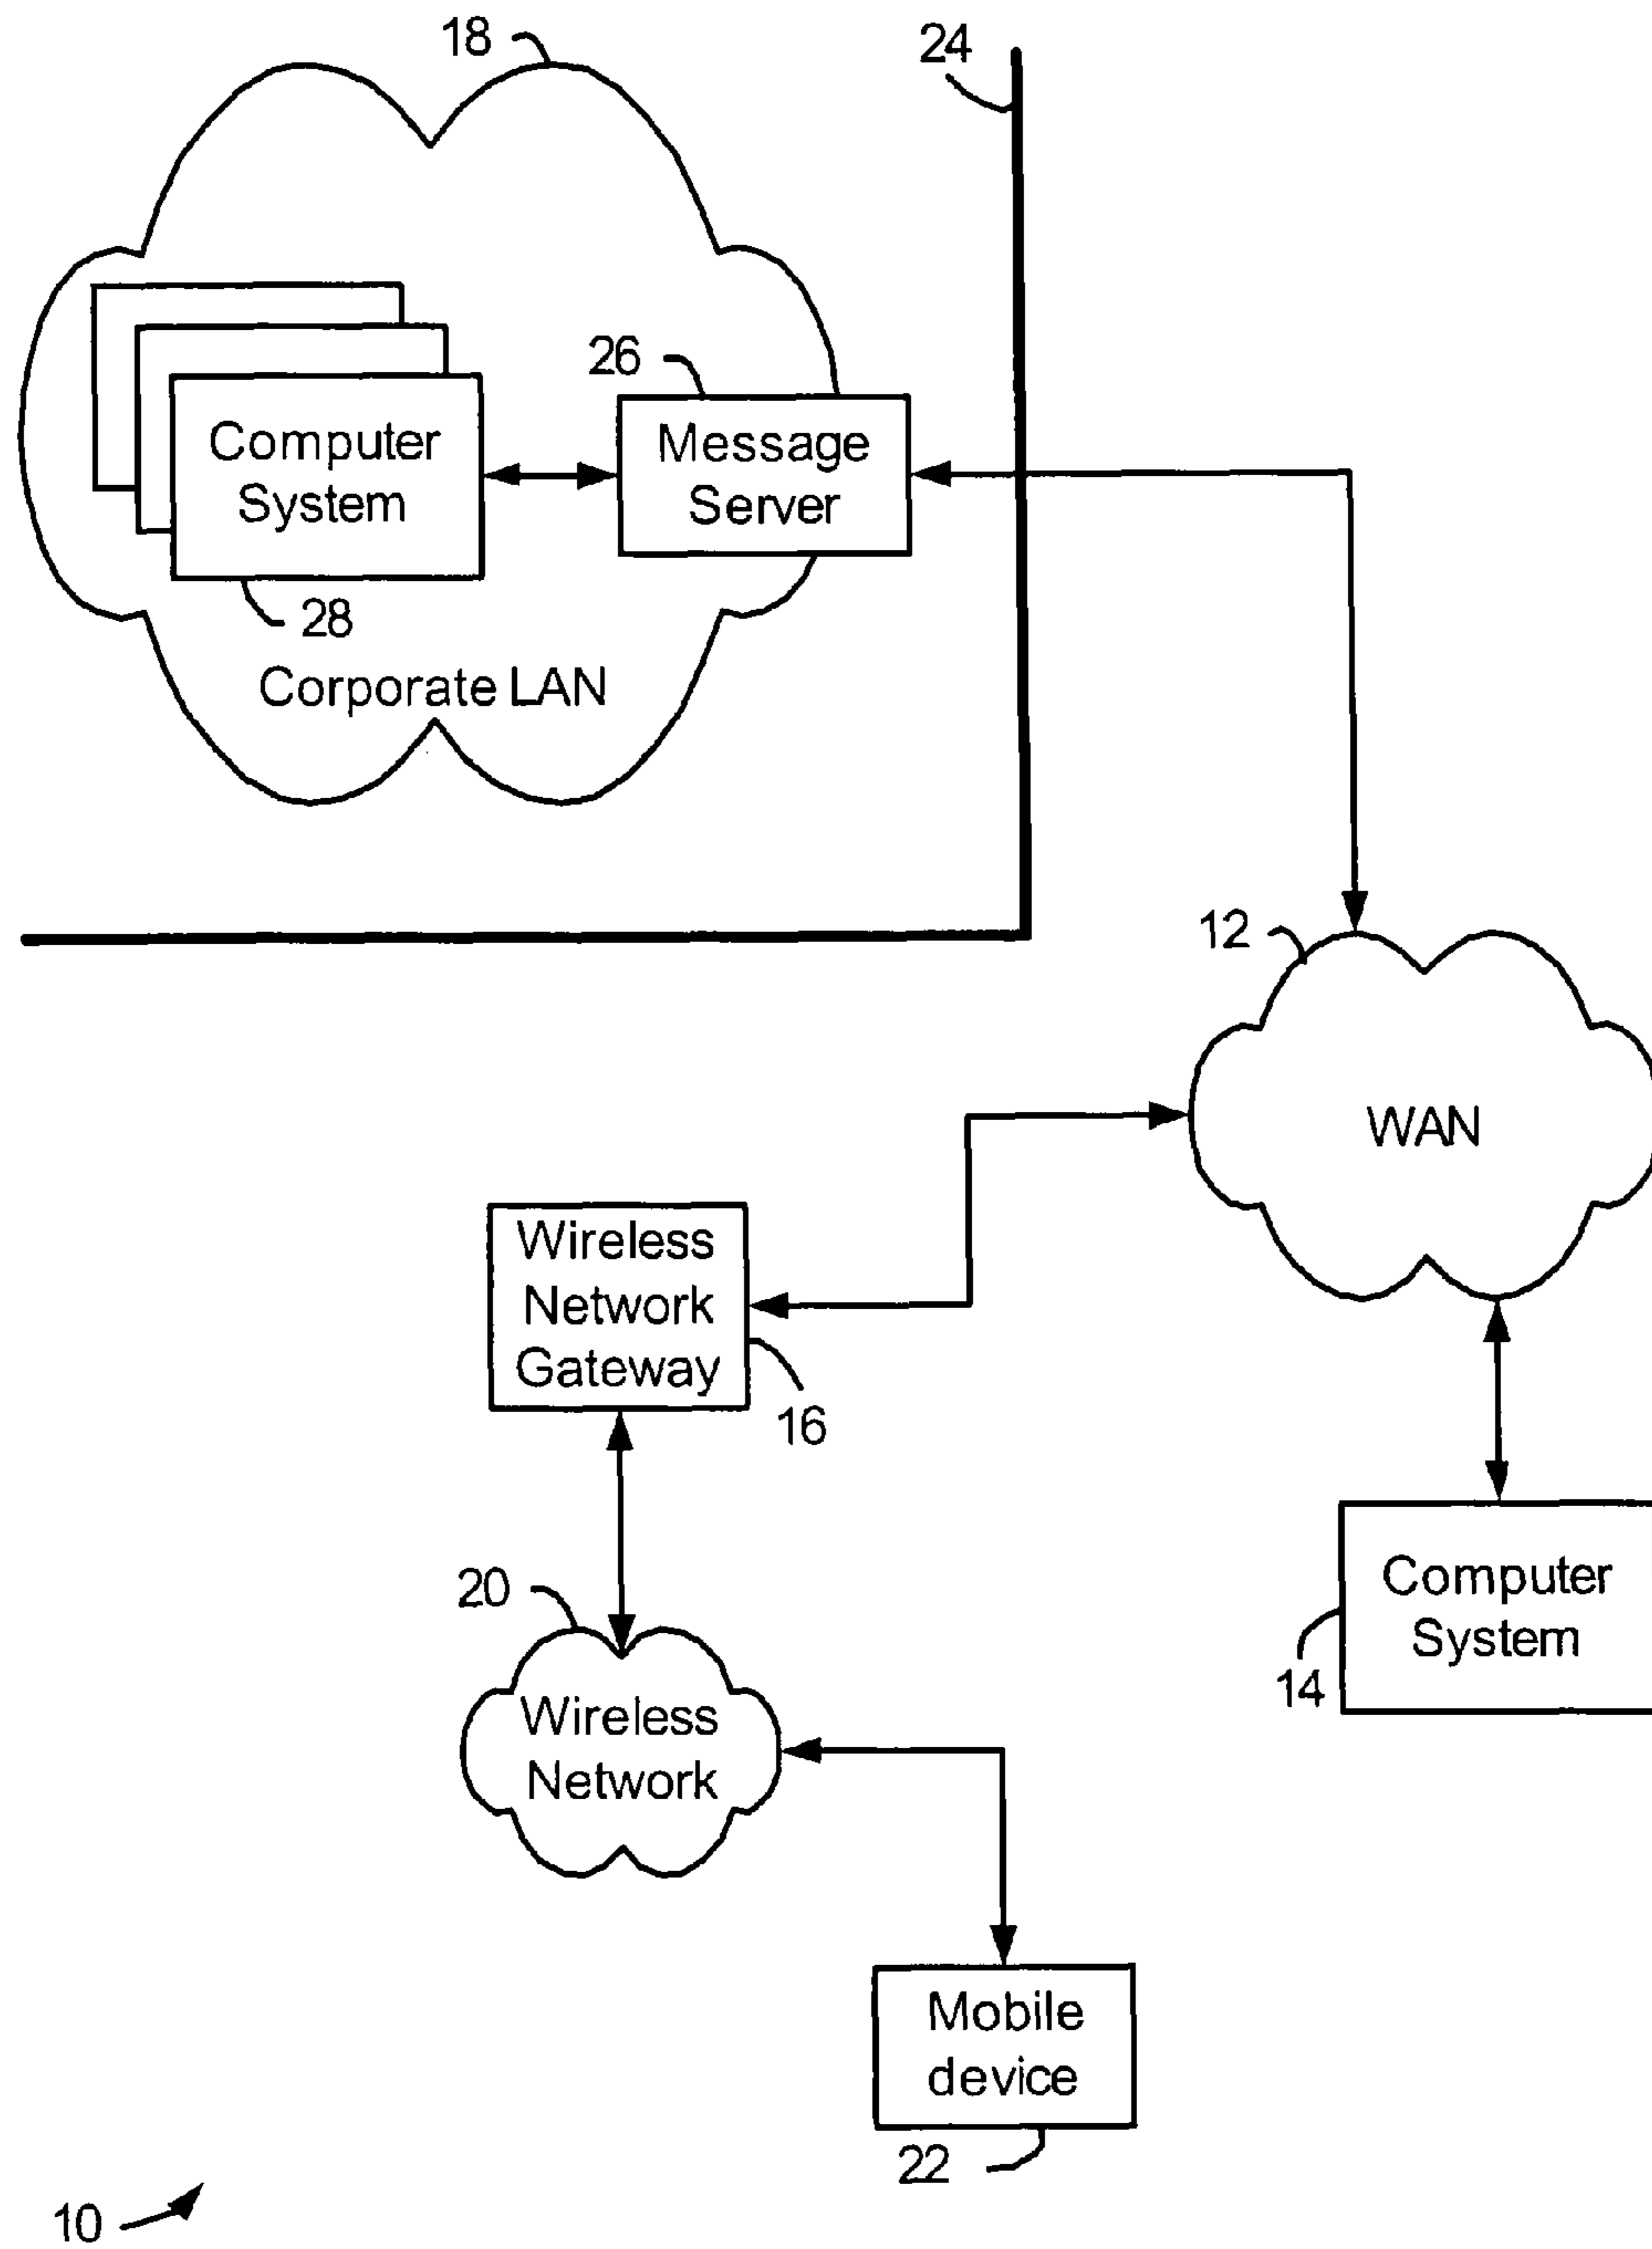 18
24
26
Computer
System
Message
Server
28
Corporate LAN
12
WAN
Wireless
Network
Gateway
16
20
Computer
System
14
Wireless
Network
Mobile
device
22
10